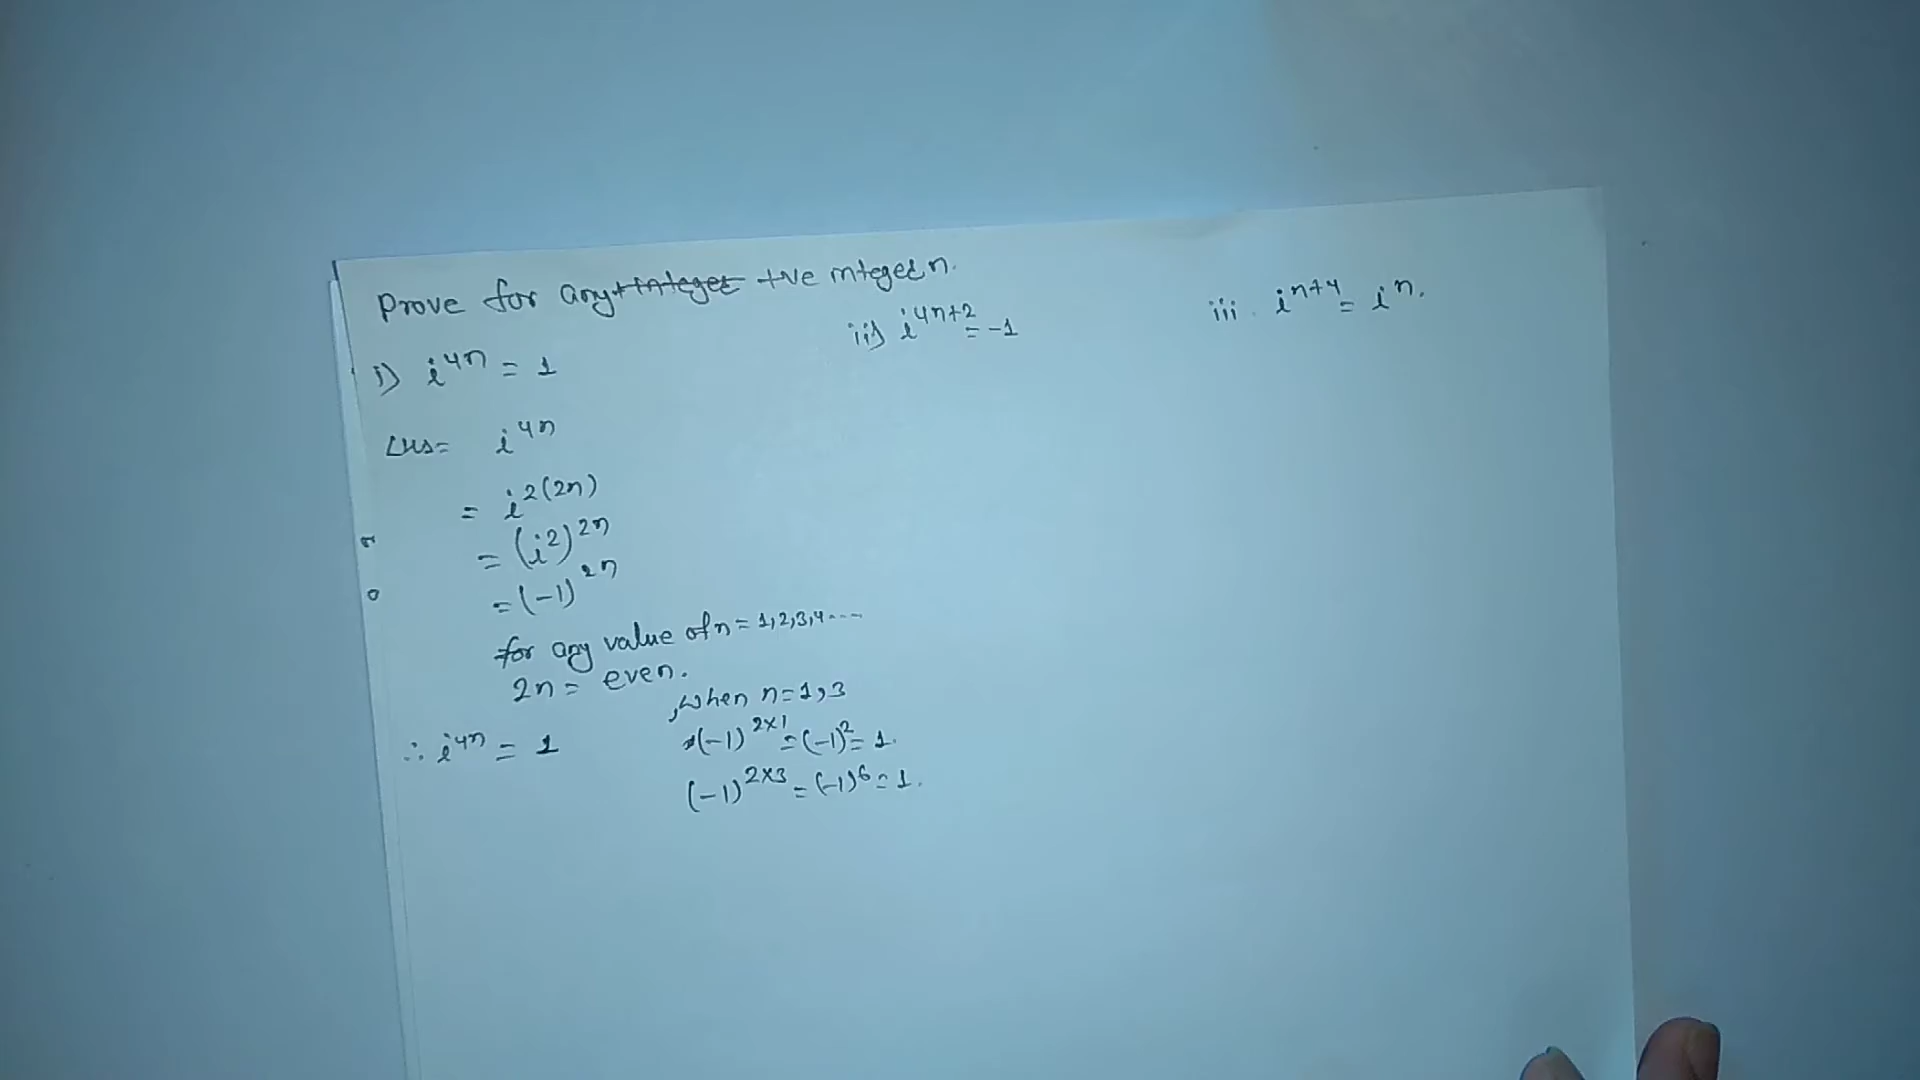 Prove for any +integer +ve integer n.
i) i^4n = 1
ii) i^4n+2 = -1
iii. i^n+4 = i^n.
LHS = i^4n
= i^2(2n)
= (i^2)^2n
= (-1)^2n
for any value of n = 1,2,3,4....
2n = even.
∴ i^4n = 1
, when n=1,3
(-1)^2×1 = (-1)^2 = 1.
(-1)^2×3 = (-1)^6 = 1.